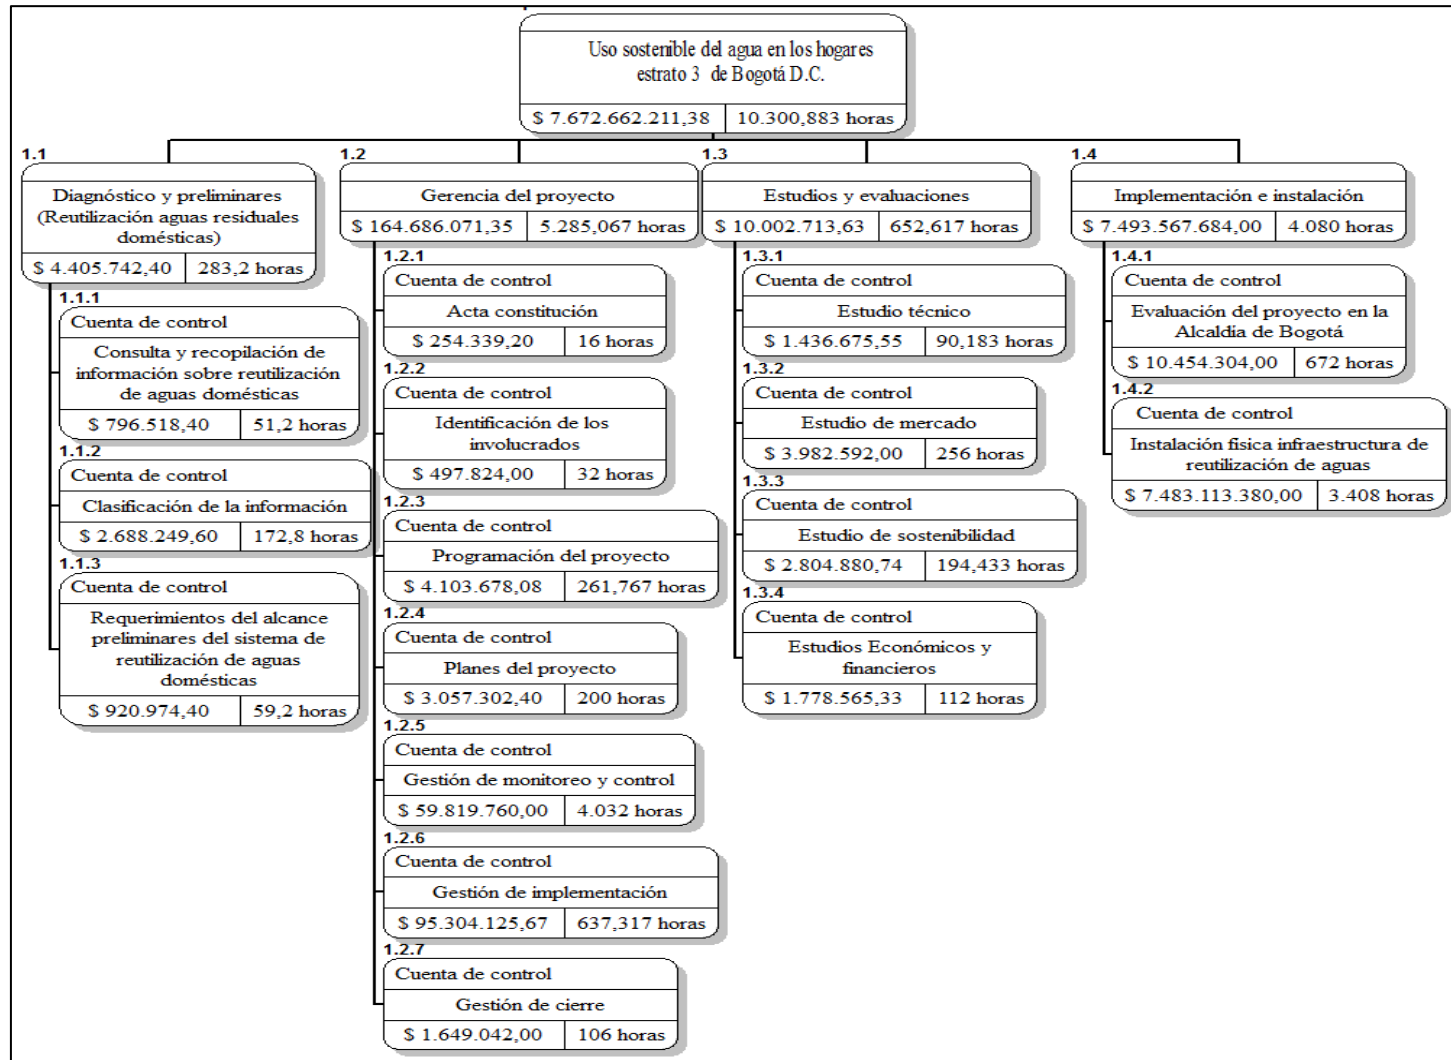 Uso sostenible del agua en los hogares
estrato 3 de Bogotá D.C.
$ 7.672.662.211,38 10.300,883 horas
1.1
Diagnóstico y preliminares
(Reutilización aguas residuales
domésticas)
$ 4.405.742,40 283,2 horas
1.1.1
Cuenta de control
Consulta y recopilación de
información sobre reutilización
de aguas domésticas
$ 796.518,40 51,2 horas
1.1.2
Cuenta de control
Clasificación de la información
$ 2.688.249,60 172,8 horas
1.1.3
Cuenta de control
Requerimientos del alcance
preliminares del sistema de
reutilización de aguas
domésticas
$ 920.974,40 59,2 horas
1.2
Gerencia del proyecto
$ 164.686.071,35 5.285,067 horas
1.2.1
Cuenta de control
Acta constitución
$ 254.339,20 16 horas
1.2.2
Cuenta de control
Identificación de los
involucrados
$ 497.824,00 32 horas
1.2.3
Cuenta de control
Programación del proyecto
$ 4.103.678,08 261,767 horas
1.2.4
Cuenta de control
Planes del proyecto
$ 3.057.302,40 200 horas
1.2.5
Cuenta de control
Gestión de monitoreo y control
$ 59.819.760,00 4.032 horas
1.2.6
Cuenta de control
Gestión de implementación
$ 95.304.125,67 637,317 horas
1.2.7
Cuenta de control
Gestión de cierre
$ 1.649.042,00 106 horas
1.3
Estudios y evaluaciones
$ 10.002.713,63 652,617 horas
1.3.1
Cuenta de control
Estudio técnico
$ 1.436.675,55 90,183 horas
1.3.2
Cuenta de control
Estudio de mercado
$ 3.982.592,00 256 horas
1.3.3
Cuenta de control
Estudio de sostenibilidad
$ 2.804.880,74 194,433 horas
1.3.4
Cuenta de control
Estudios Económicos y
financieros
$ 1.778.565,33 112 horas
1.4
Implementación e instalación
$ 7.493.567.684,00 4.080 horas
1.4.1
Cuenta de control
Evaluación del proyecto en la
Alcaldía de Bogotá
$ 10.454.304,00 672 horas
1.4.2
Cuenta de control
Instalación física infraestructura de
reutilización de aguas
$ 7.483.113.380,00 3.408 horas